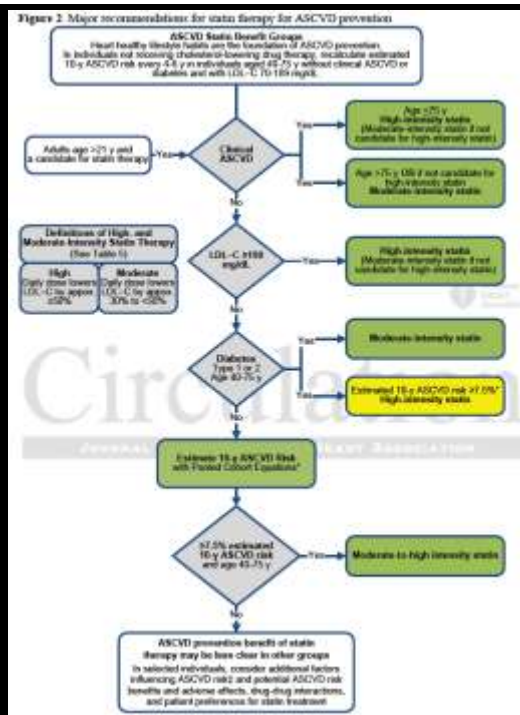 Figure 2 Major recommendations for statin therapy for ASCVD prevention
ASCVD Statin Benefit Groups
Heart healthy lifestyle habits are the foundation of ASCVD prevention.
In individuals not receiving cholesterol-lowering drug therapy, recalculate estimated
10-y ASCVD risk every 4-6 y in individuals aged 40-75 y without clinical ASCVD or
diabetes and with LDL-C 70-189 mg/dL
Adults age >21 y and
a candidate for statin therapy
Yes
Clinical
ASCVD
Yes
Age ≤75 y
High-intensity statin
(Moderate-intensity statin if not
candidate for high-intensity statin)
Yes
Age >75 y OR if not candidate for
high-intensity statin
Moderate-intensity statin
No
Definitions of High- and
Moderate-Intensity Statin Therapy
(See Table 5)
High
Daily dose lowers
LDL-C by approx.
≥50%
Moderate
Daily dose lowers
LDL-C by approx.
30% to <50%
LDL-C ≥190
mg/dL
Yes
High-intensity statin
(Moderate-intensity statin if not
candidate for high-intensity statin)
No
Diabetes
Type 1 or 2
Age 40-75 y
Yes
Moderate-intensity statin
Yes
Estimated 10-y ASCVD risk ≥7.5%*
High-intensity statin
Circulation
No
Estimate 10-y ASCVD Risk
with Pooled Cohort Equations*
≥7.5% estimated
10-y ASCVD risk
and age 40-75 y
Yes
Moderate-to-high intensity statin
No
ASCVD prevention benefit of statin
therapy may be less clear in other groups
In selected individuals, consider additional factors
influencing ASCVD risk‡ and potential ASCVD risk
benefits and adverse effects, drug-drug interactions,
and patient preferences for statin treatment